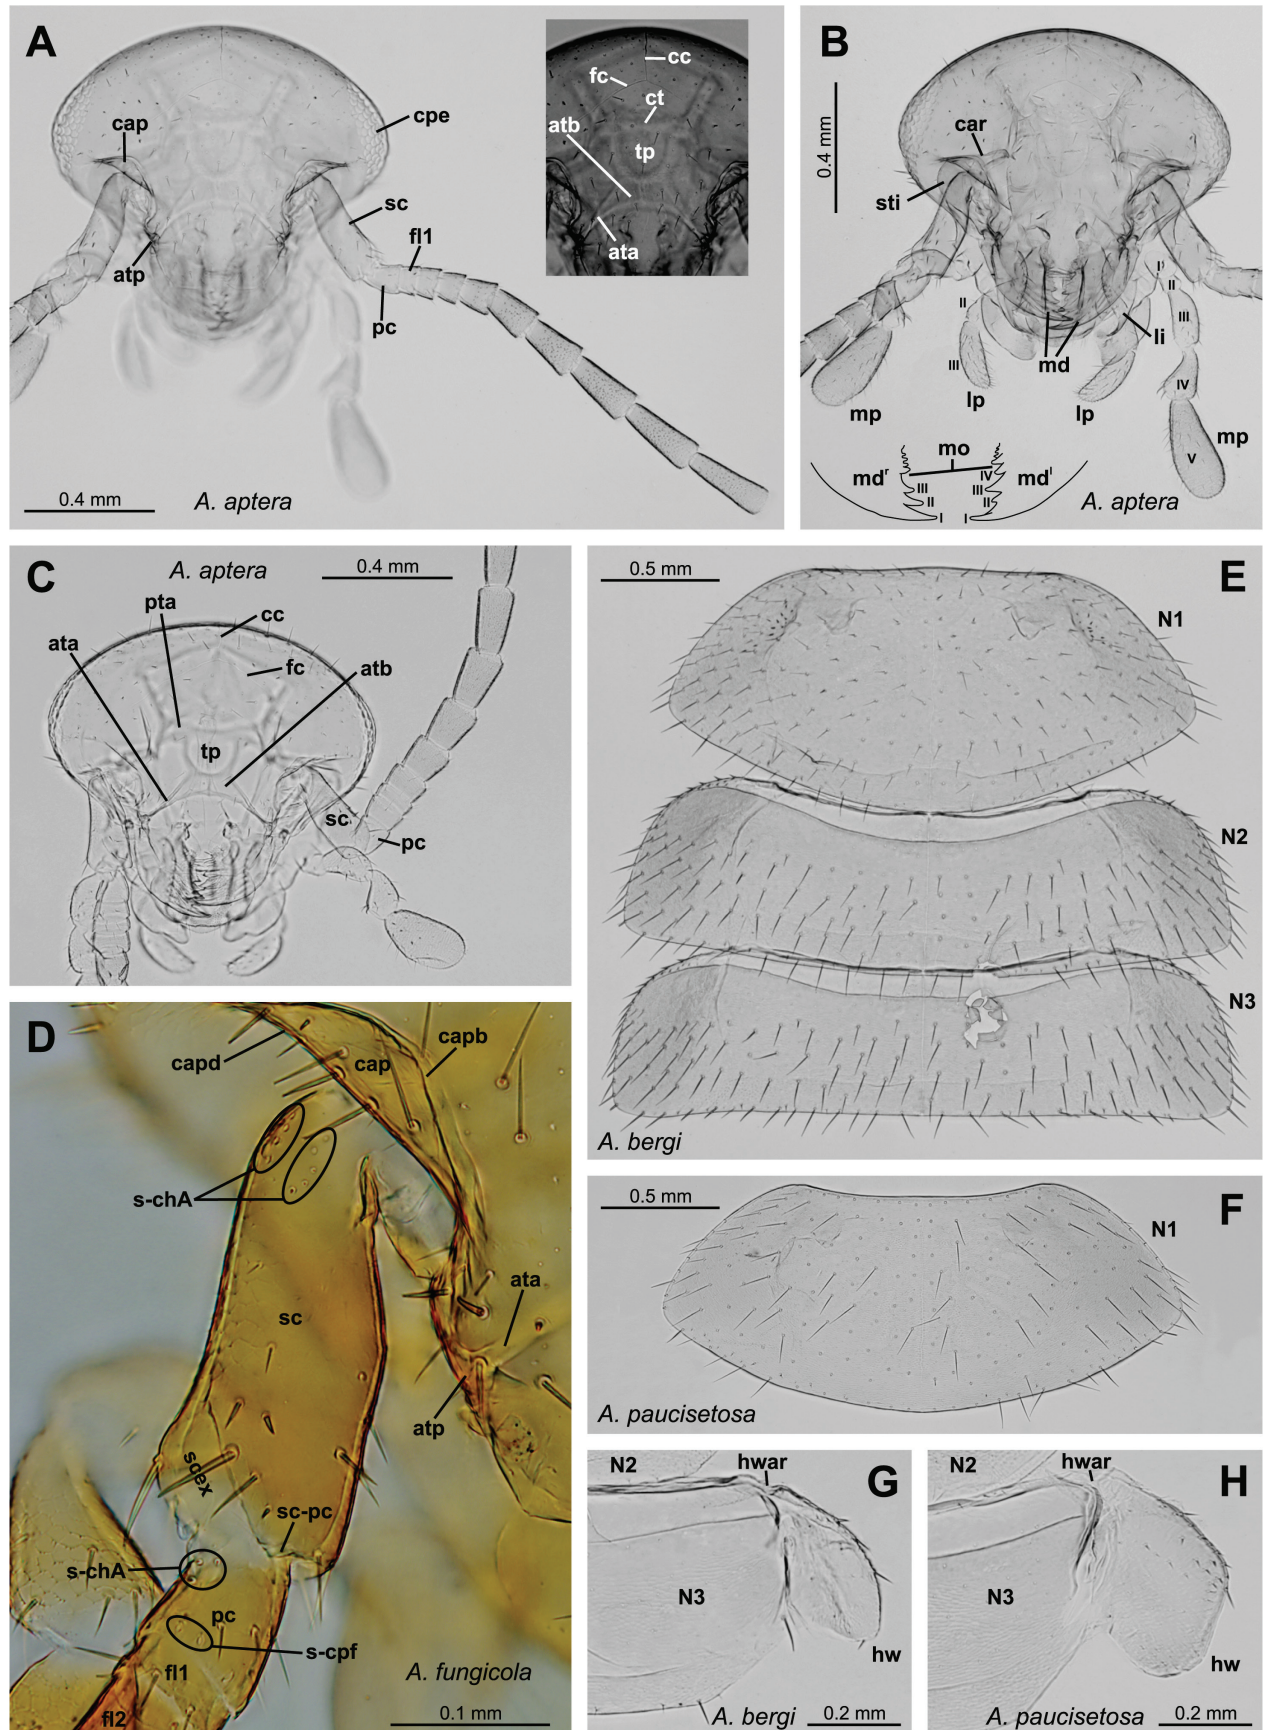 A
cap
cpe
sc
fl1
atp
pc
0.4 mm
A. aptera
cc
fc
ct
atb
tp
ata
B
0.4 mm
car
sti
I
II
II
III
li
md
III
IV
lp
lp
mp
mp
V
mo
md^r
md^l
IV
III
III
II
II
I
I
A. aptera
C
A. aptera
0.4 mm
pta
cc
ata
fc
atb
tp
sc
pc
D
capd
capb
cap
s-chA
sc
ata
atp
scex
sc-pc
s-chA
pc
s-cpf
fl1
fl2
A. fungicola
0.1 mm
0.5 mm
E
N1
N2
N3
A. bergi
0.5 mm
F
N1
A. paucisetosa
N2
hwar
G
N3
hw
A. bergi
0.2 mm
N2
hwar
H
N3
hw
A. paucisetosa
0.2 mm